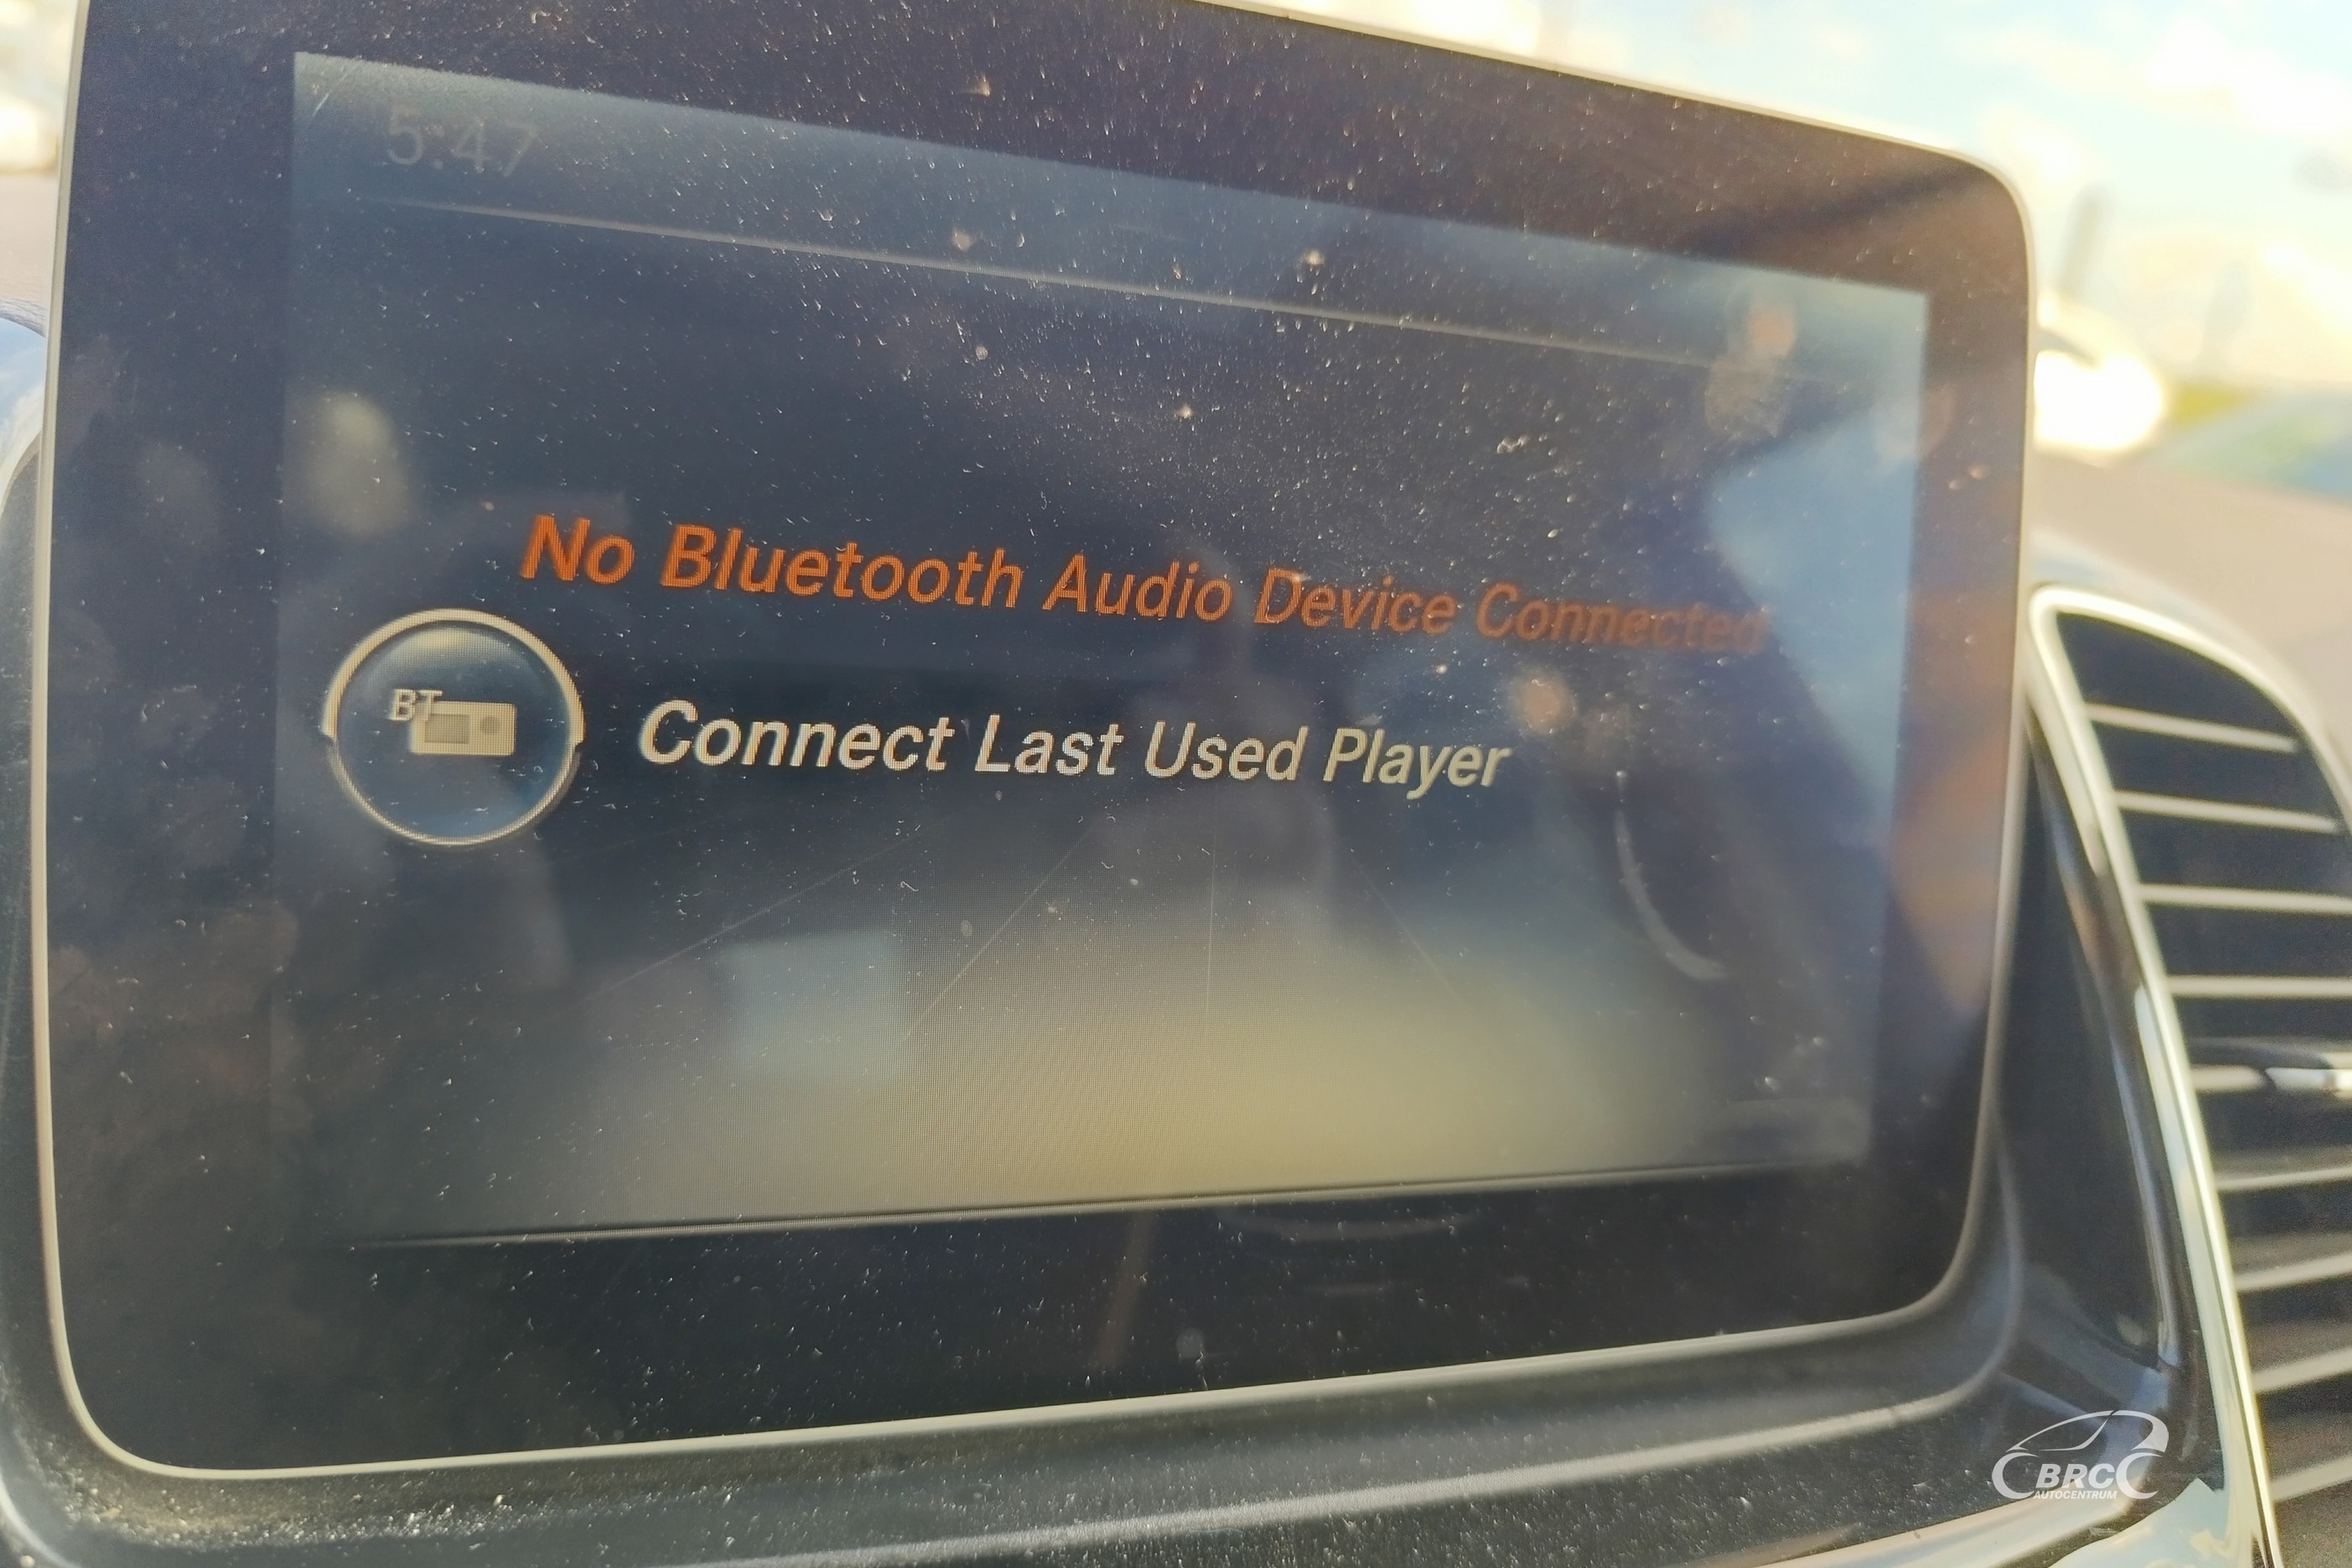 5:47
No Bluetooth Audio Device Connected
BT
Connect Last Used Player
BRC
AUTOCENTRUM